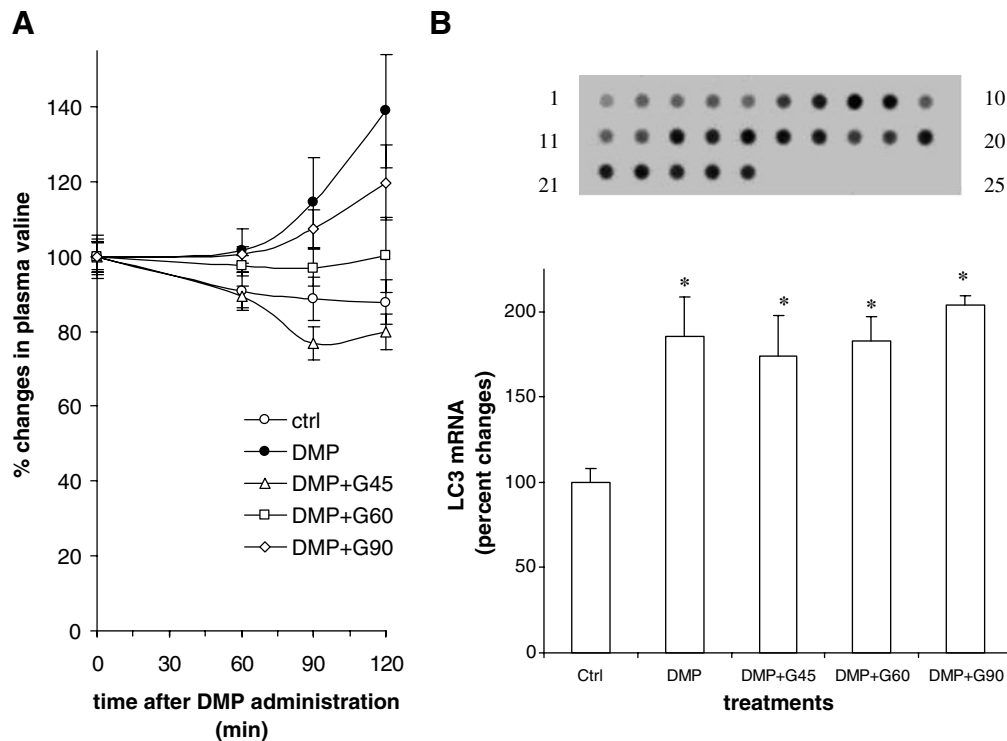 A
% changes in plasma valine
140
120
100
80
60
40
20
0
ctrl
DMP
DMP+G45
DMP+G60
DMP+G90
0 30 60 90 120
time after DMP administration
(min)
B
1 10
11 20
21 25
LC3 mRNA
(percent changes)
200
150
100
50
0
* * * *
Ctrl DMP DMP+G45 DMP+G60 DMP+G90
treatments